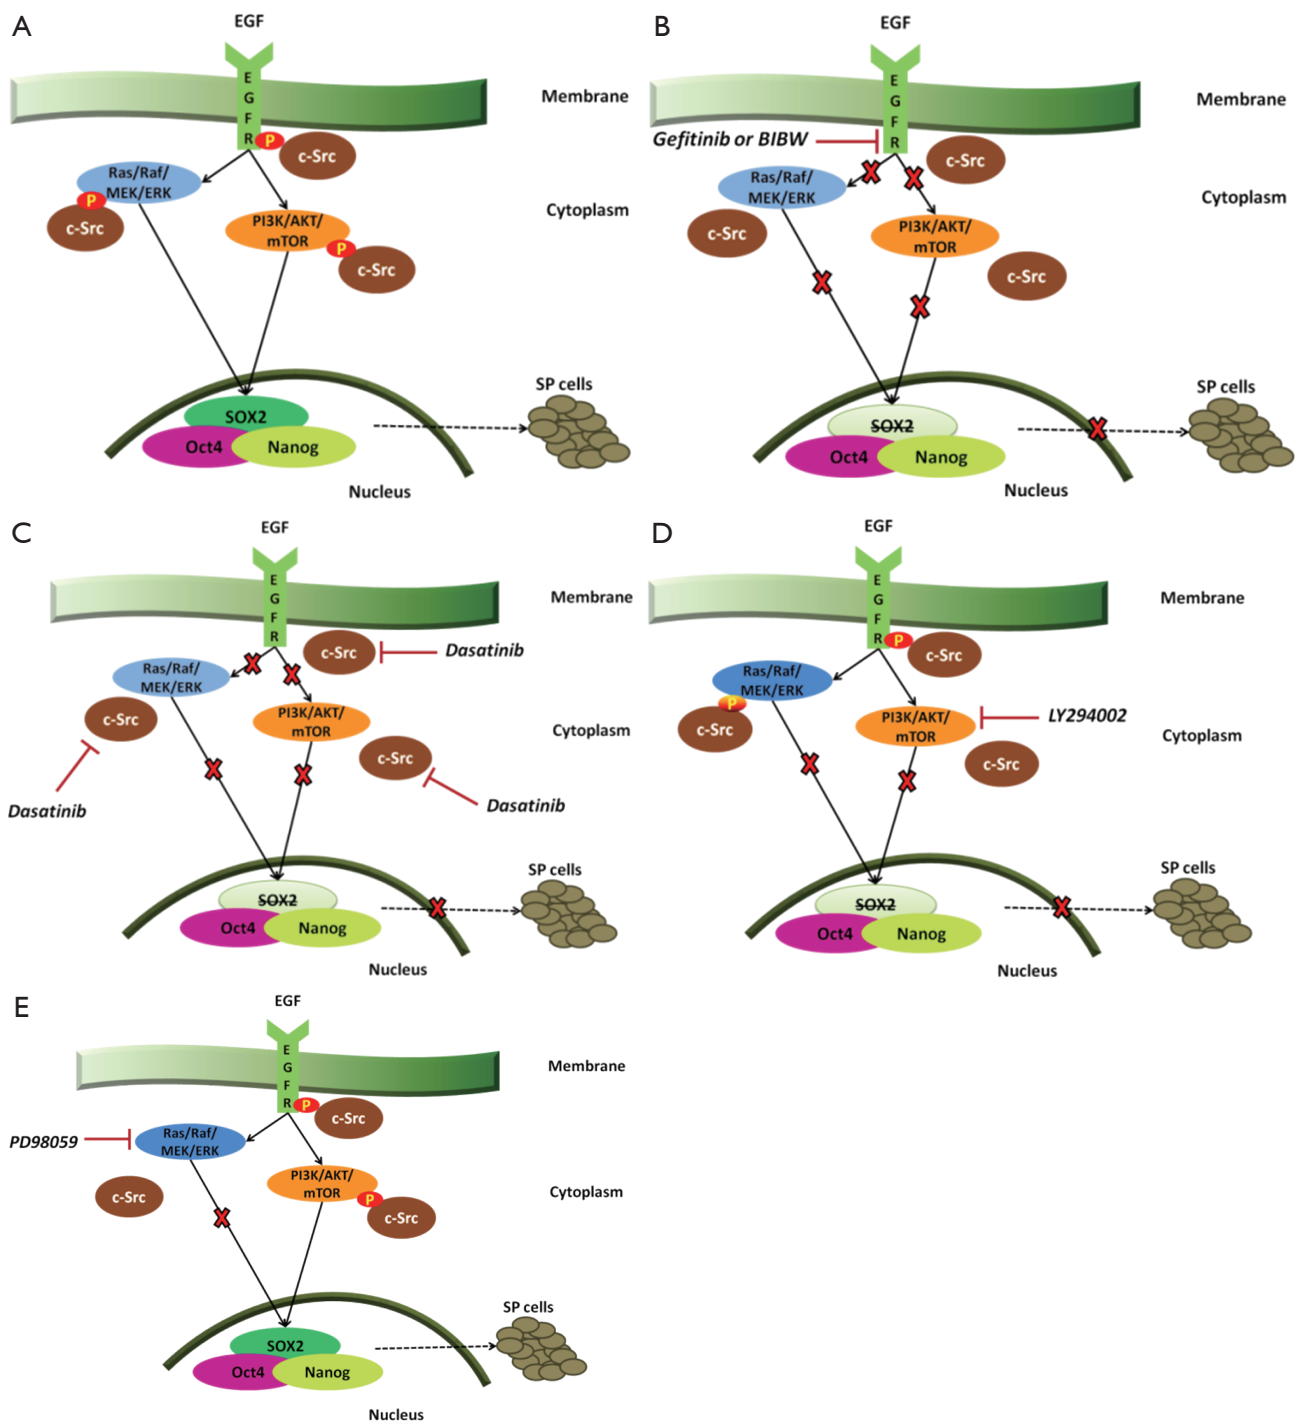 A
EGF
E
G
F
R
P
c-Src
Membrane
Ras/Raf/
MEK/ERK
P
c-Src
PI3K/AKT/
mTOR
P
c-Src
Cytoplasm
SOX2
Oct4
Nanog
SP cells
Nucleus
B
EGF
E
G
F
R
Membrane
Gefitinib or BIBW
c-Src
Ras/Raf/
MEK/ERK
c-Src
PI3K/AKT/
mTOR
c-Src
Cytoplasm
SOX2
Oct4
Nanog
SP cells
Nucleus
C
EGF
E
G
F
R
Membrane
c-Src
Dasatinib
Ras/Raf/
MEK/ERK
c-Src
PI3K/AKT/
mTOR
Cytoplasm
c-Src
Dasatinib
Dasatinib
SOX2
Oct4
Nanog
SP cells
Nucleus
D
EGF
E
G
F
R
P
c-Src
Membrane
Ras/Raf/
MEK/ERK
P
c-Src
PI3K/AKT/
mTOR
LY294002
Cytoplasm
c-Src
SOX2
Oct4
Nanog
SP cells
Nucleus
E
EGF
E
G
F
R
P
c-Src
Membrane
PD98059
Ras/Raf/
MEK/ERK
c-Src
PI3K/AKT/
mTOR
P
c-Src
Cytoplasm
SOX2
Oct4
Nanog
SP cells
Nucleus